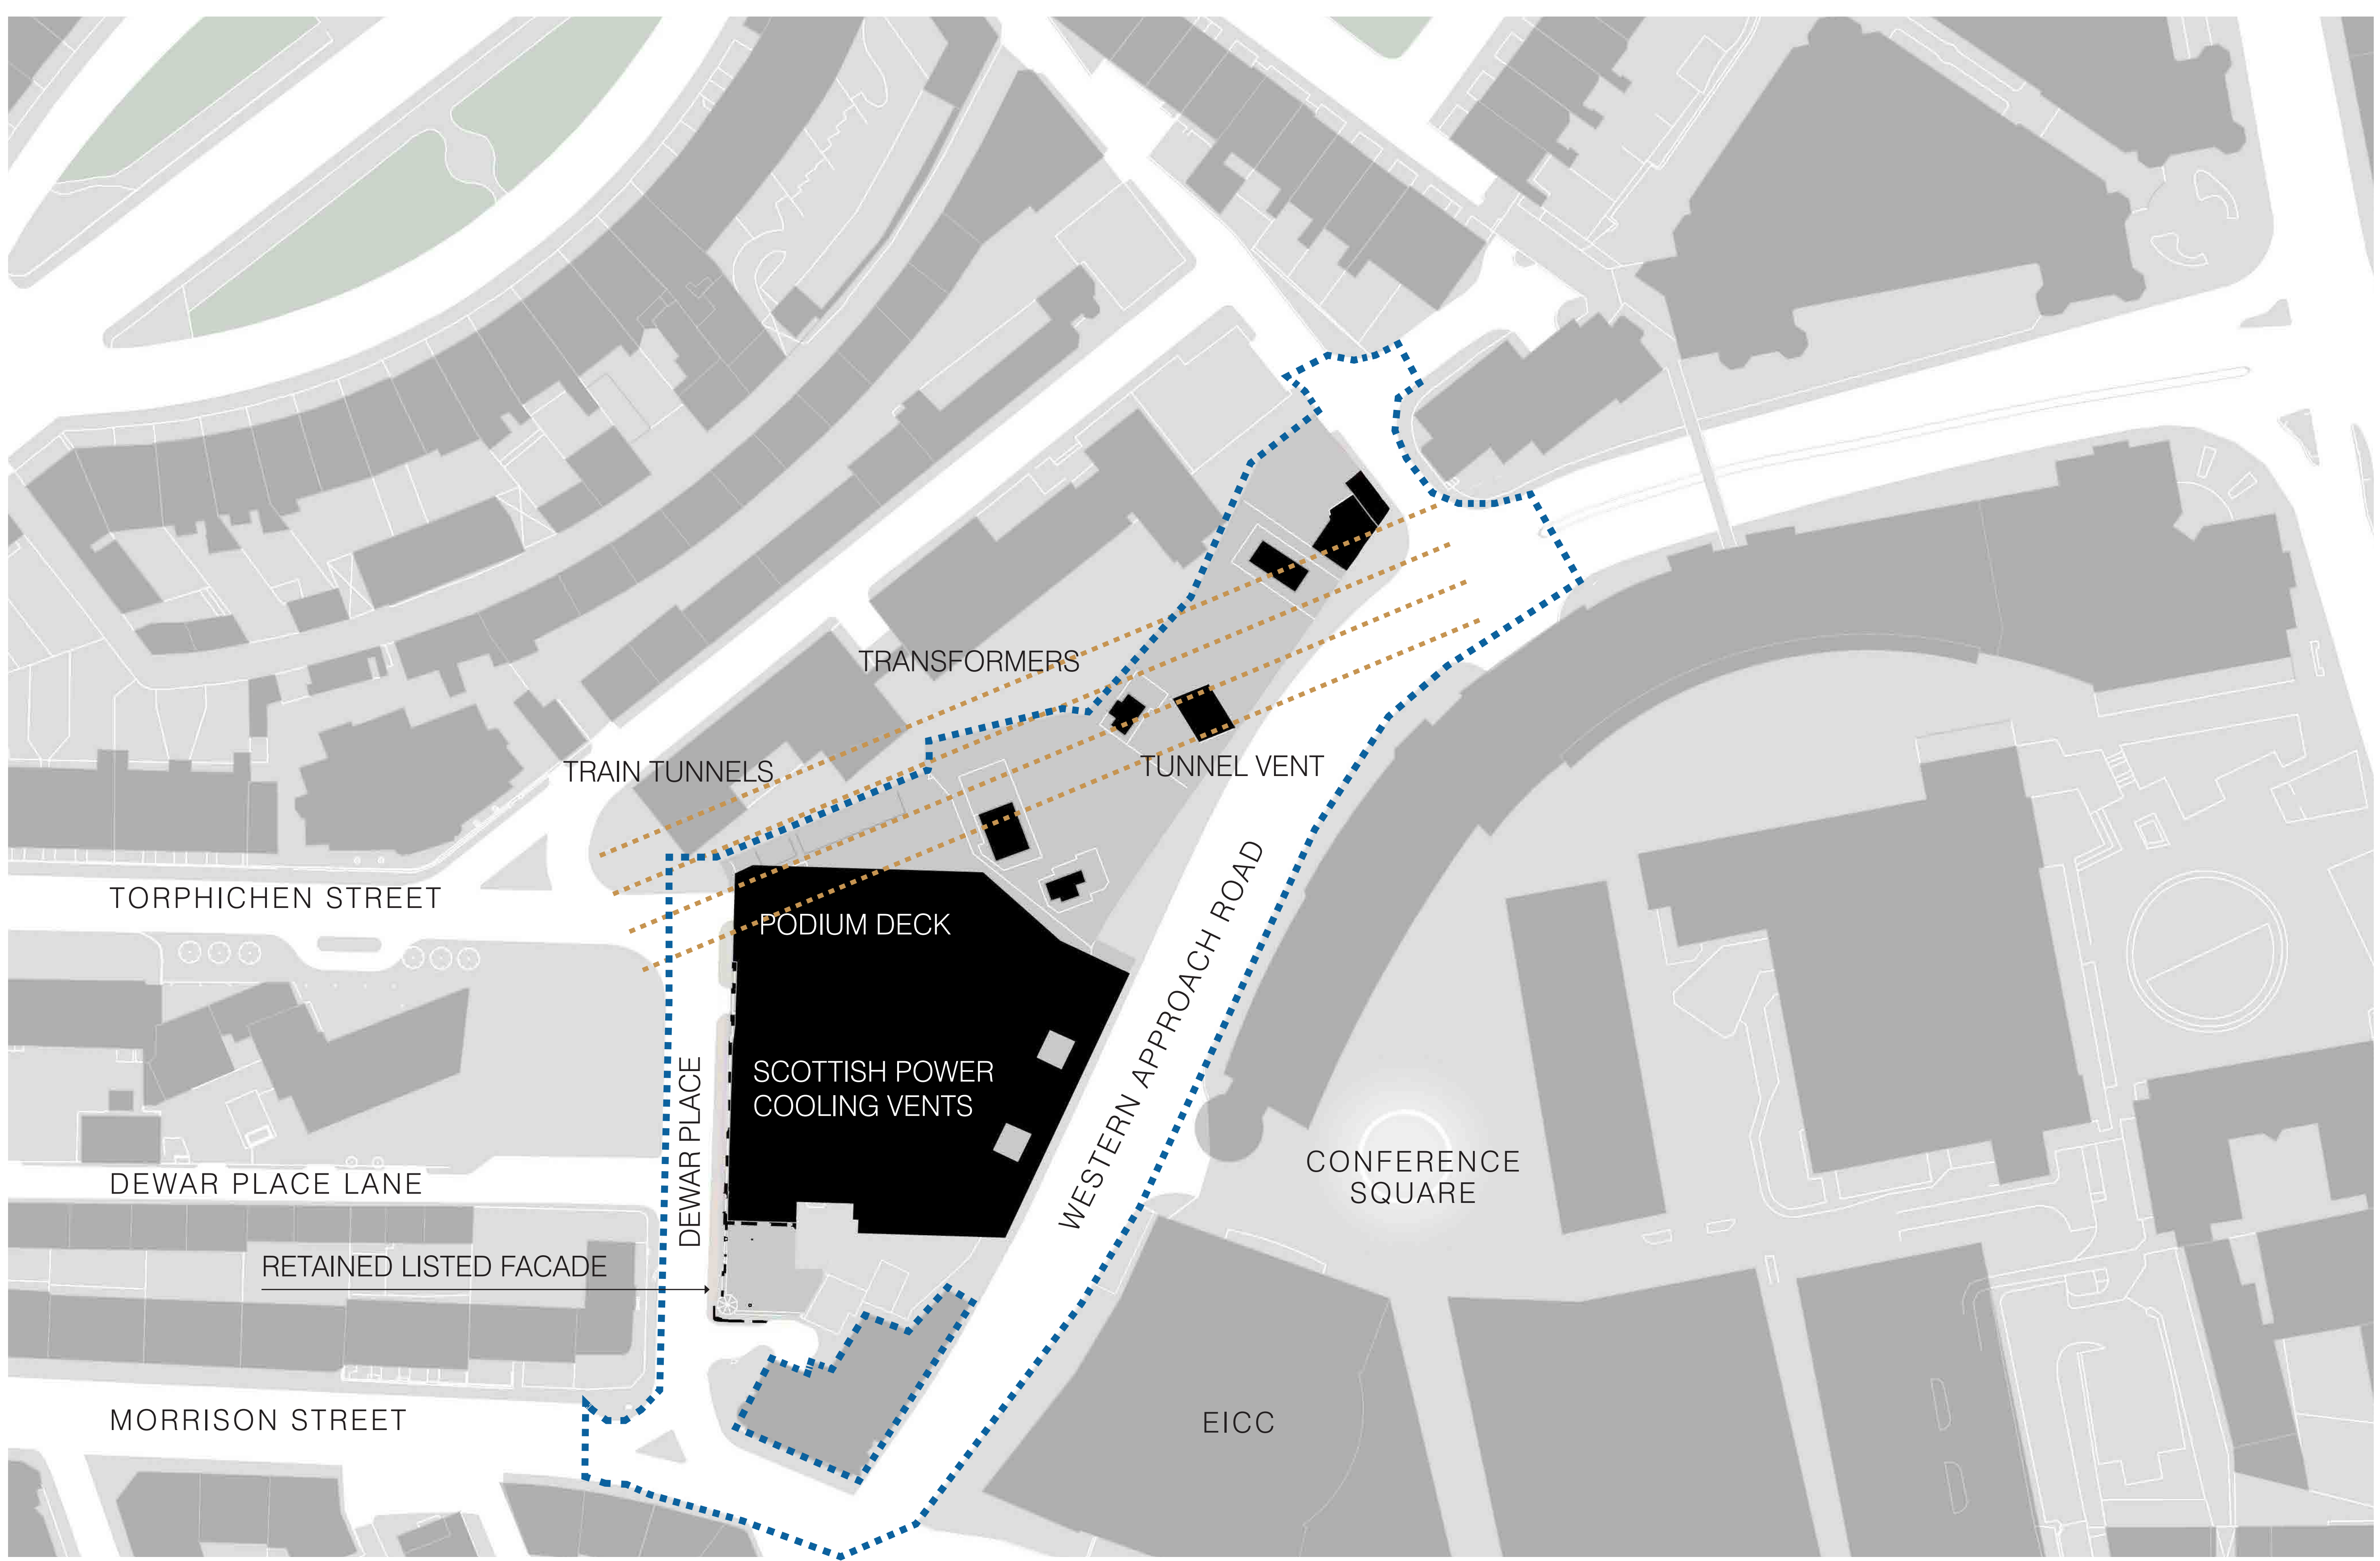 TRANSFORMERS
TRAIN TUNNELS
TUNNEL VENT
TORPHICHEN STREET
PODIUM DECK
WESTERN APPROACH ROAD
SCOTTISH POWER
COOLING VENTS
DEWAR PLACE
CONFERENCE
SQUARE
DEWAR PLACE LANE
RETAINED LISTED FACADE
MORRISON STREET
EICC